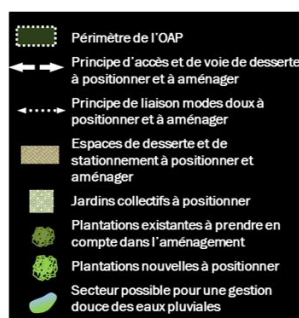 Périmètre de l'OAP
Principe d'accès et de voie de desserte
à positionner et à aménager
Principe de liaison modes doux à
positionner et à aménager
Espaces de desserte et de
stationnement à positionner et
aménager
Jardins collectifs à positionner
Plantations existantes à prendre en
compte dans l'aménagement
Plantations nouvelles à positionner
Secteur possible pour une gestion
douce des eaux pluviales